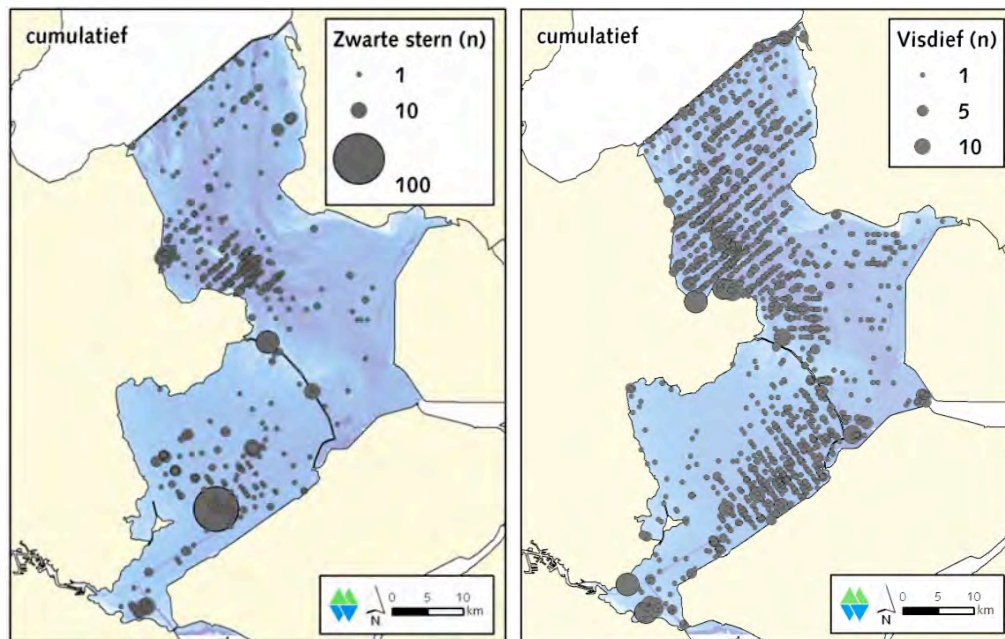 cumulatief
Zwarte stern (n)
1
10
100
N
0 5 10
km
cumulatief
Visdief (n)
1
5
10
N
0 5 10
km